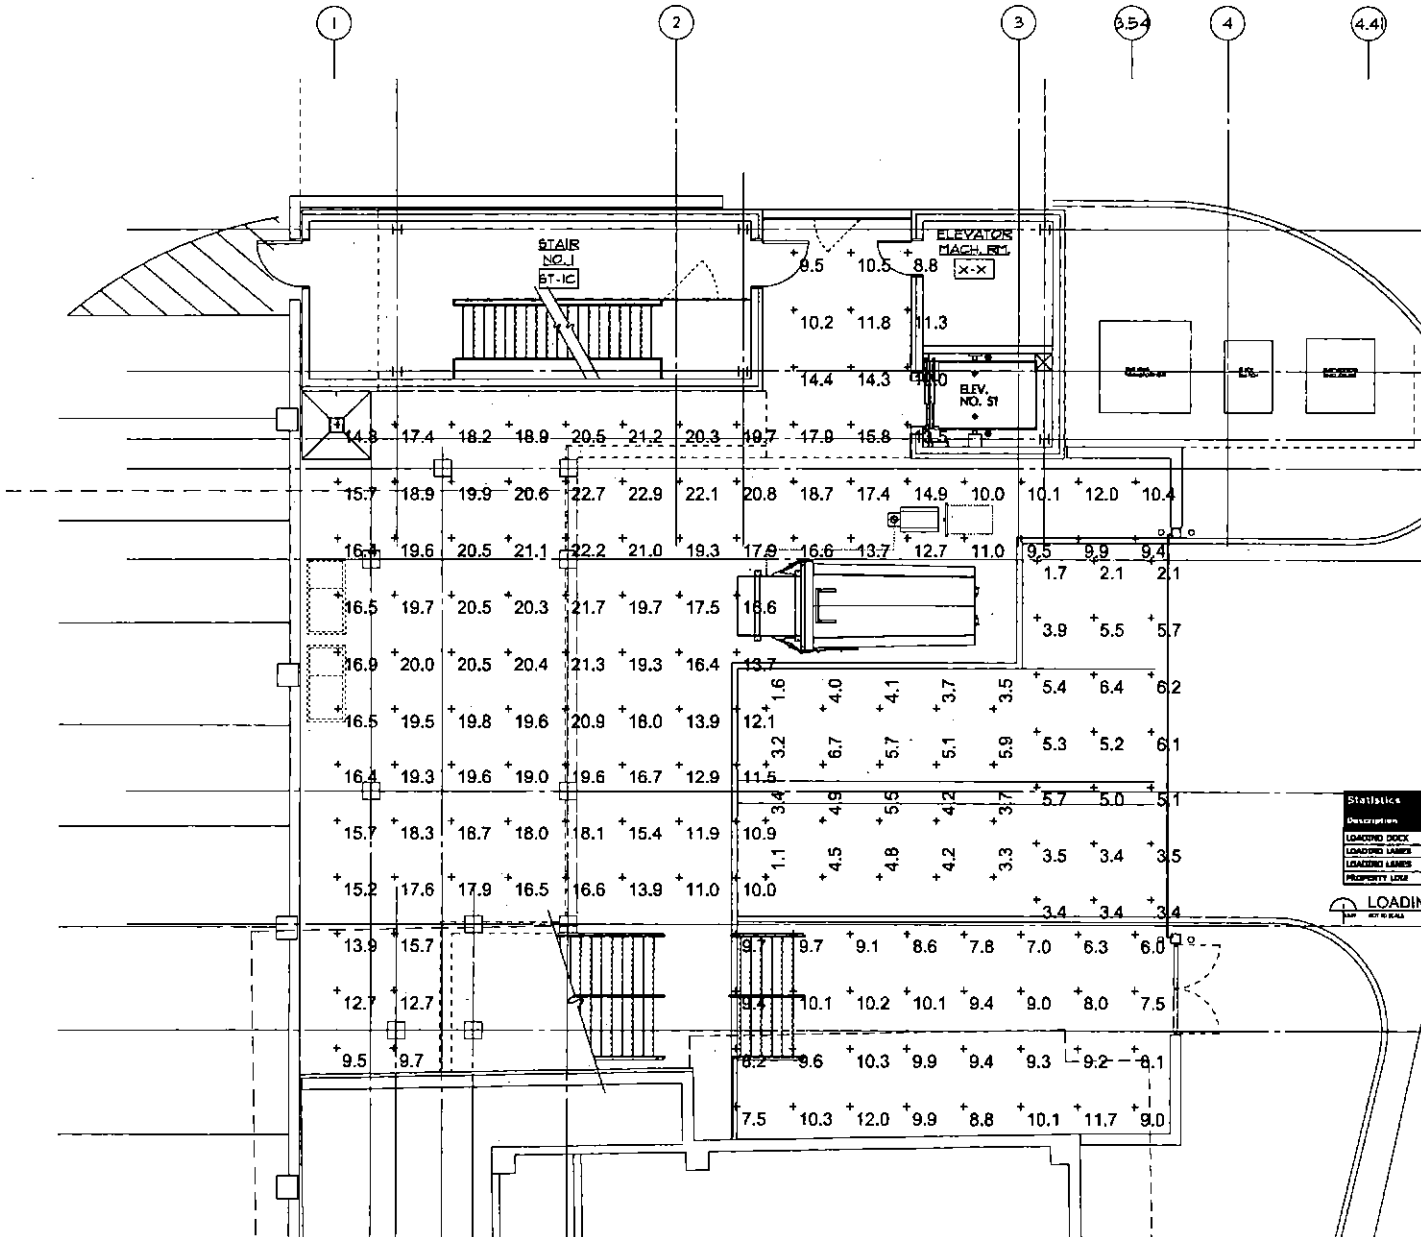 1 2 3 3.54 4 4.41
STAIR
NO.1
ST-1C
ELEVATOR
MACH. RM.
X-X
9.5 10.5 8.8
10.2 11.8 11.3
14.4 14.3
ELEV.
NO. S1
14.8 17.4 18.2 18.9 20.5 21.2 20.3 19.7 17.9 15.8
15.7 18.9 19.9 20.6 22.7 22.9 22.1 20.8 18.7 17.4 14.9 10.0 10.1 12.0 10.4
16.4 19.6 20.5 21.1 22.2 21.0 19.3 17.9 16.6 13.7 12.7 11.0 9.5 9.9 9.4
1.7 2.1 2.1
16.5 19.7 20.5 20.3 21.7 19.7 17.5 16.6
3.9 5.5 5.7
16.9 20.0 20.5 20.4 21.3 19.3 16.4 13.7
1.6 4.0 4.1 3.7 3.5 5.4 6.4 6.2
16.5 19.5 19.8 19.6 20.9 18.0 13.9 12.1
3.2 6.7 5.7 5.1 5.9 5.3 5.2 6.1
16.4 19.3 19.6 19.0 19.6 16.7 12.9 11.5
3.4 4.9 5.5 4.2 3.7 5.7 5.0 5.1
Statistics
Description
LOADING DOCK
LOADING LANES
LOADING LANES
PROPERTY LINE
15.7 18.3 18.7 18.0 18.1 15.4 11.9 10.9
1.1 4.5 4.8 4.2 3.3 3.5 3.4 3.5
15.2 17.6 17.9 16.5 16.6 13.9 11.0 10.0
3.4 3.4 3.4
LOADIN
NOT TO SCALE
13.9 15.7 9.7 9.7 9.1 8.6 7.8 7.0 6.3 6.0
12.7 12.7 9.4 10.1 10.2 10.1 9.4 9.0 8.0 7.5
9.5 9.7 8.2 9.6 10.3 9.9 9.4 9.3 9.2 8.1
7.5 10.3 12.0 9.9 8.8 10.1 11.7 9.0